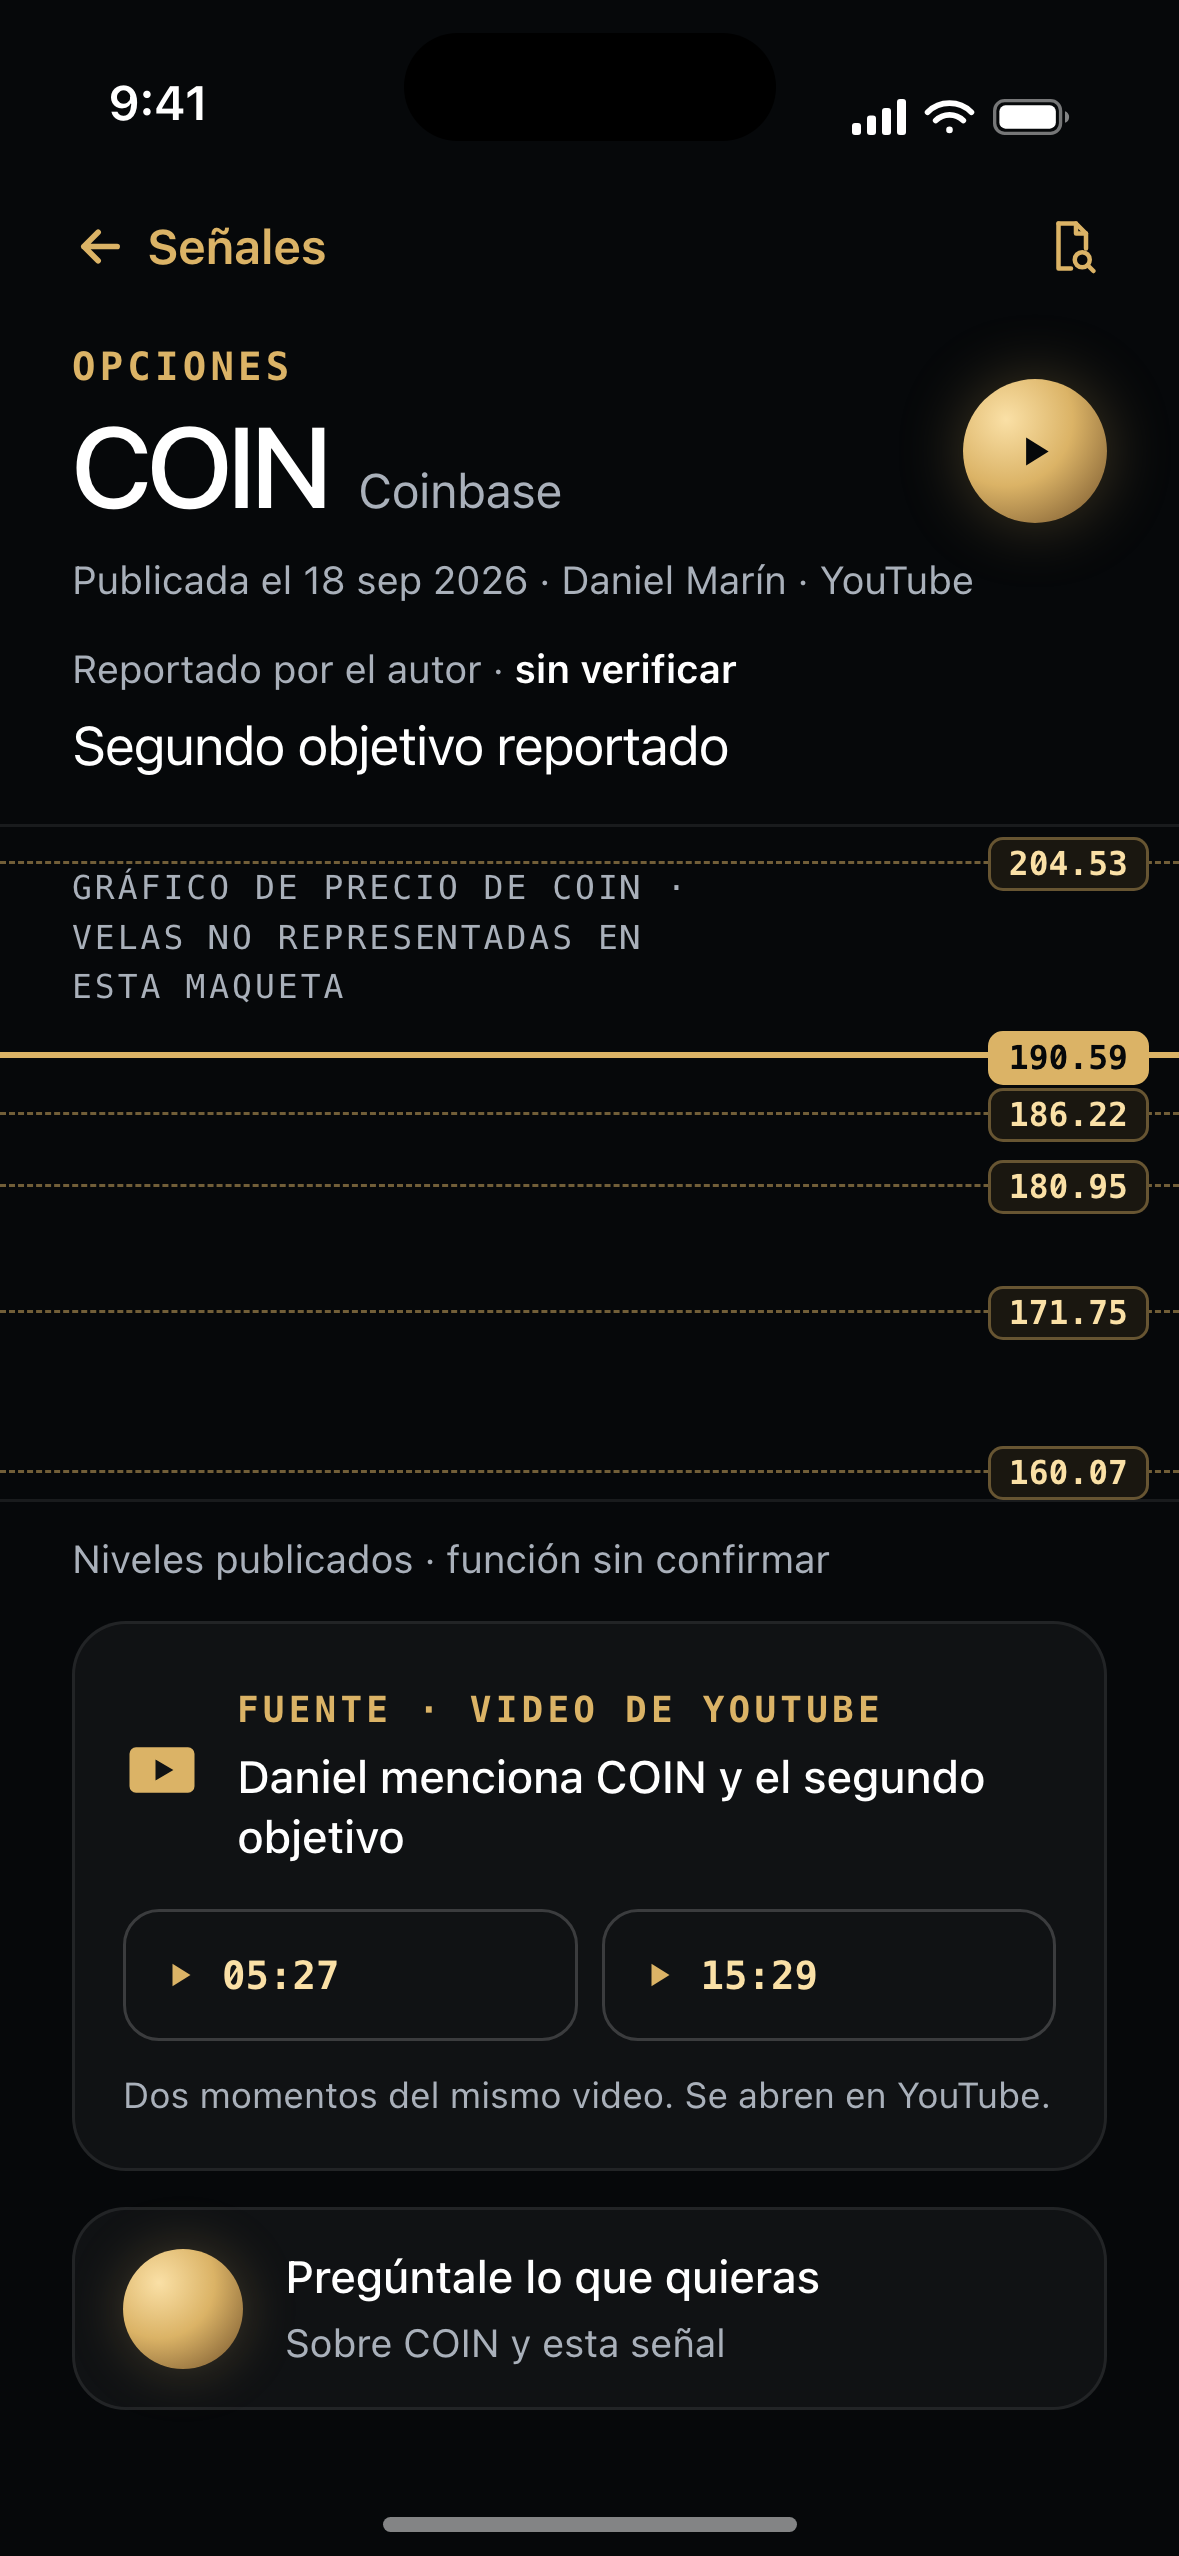 9:41
Señales
OPCIONES
COIN Coinbase
Publicada el 18 sep 2026 · Daniel Marín · YouTube
Reportado por el autor · sin verificar
Segundo objetivo reportado
204.53
GRÁFICO DE PRECIO DE COIN ·
VELAS NO REPRESENTADAS EN
ESTA MAQUETA
190.59
186.22
180.95
171.75
160.07
Niveles publicados · función sin confirmar
FUENTE · VIDEO DE YOUTUBE
Daniel menciona COIN y el segundo
objetivo
05:27
15:29
Dos momentos del mismo video. Se abren en YouTube.
Pregúntale lo que quieras
Sobre COIN y esta señal